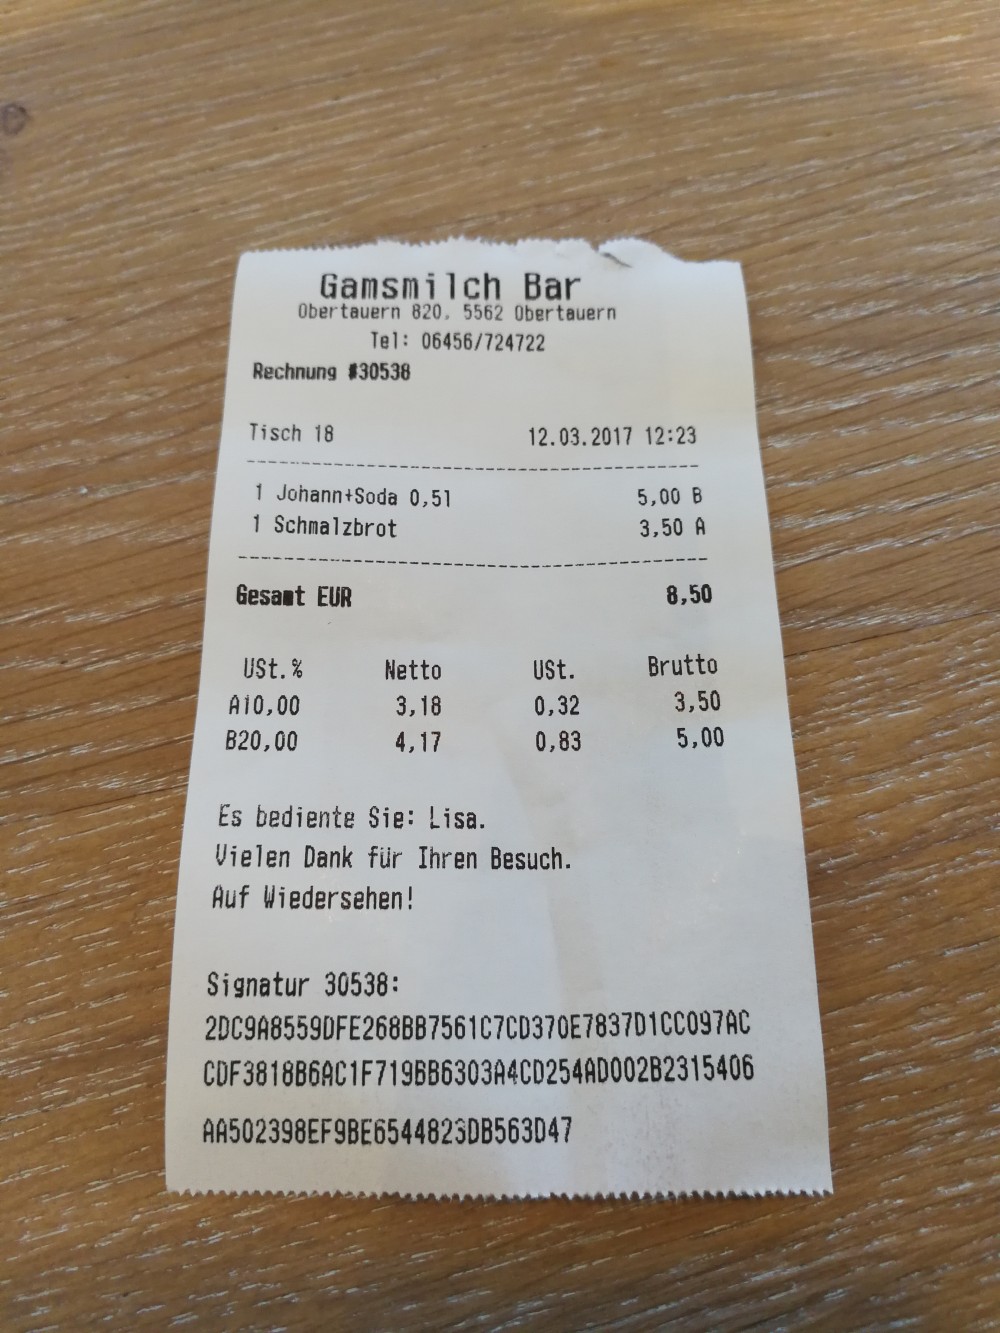 Gamsmilch Bar
Obertauern 820, 5562 Obertauern
Tel: 06456/724722
Rechnung #30538
Tisch 18 12.03.2017 12:23
1 Johann+Soda 0,5l 5,00 B
1 Schmalzbrot 3,50 A
Gesamt EUR 8,50
USt.% Netto USt. Brutto
A10,00 3,18 0,32 3,50
B20,00 4,17 0,83 5,00
Es bediente Sie: Lisa.
Vielen Dank für Ihren Besuch.
Auf Wiedersehen!
Signatur 30538:
2DC9A8559DFE268BB7561C7CD370E7837D1CC097AC
CDF3818B6AC1F719BB6303A4CD254AD002B2315406
AA502398EF9BE6544823DB563D47